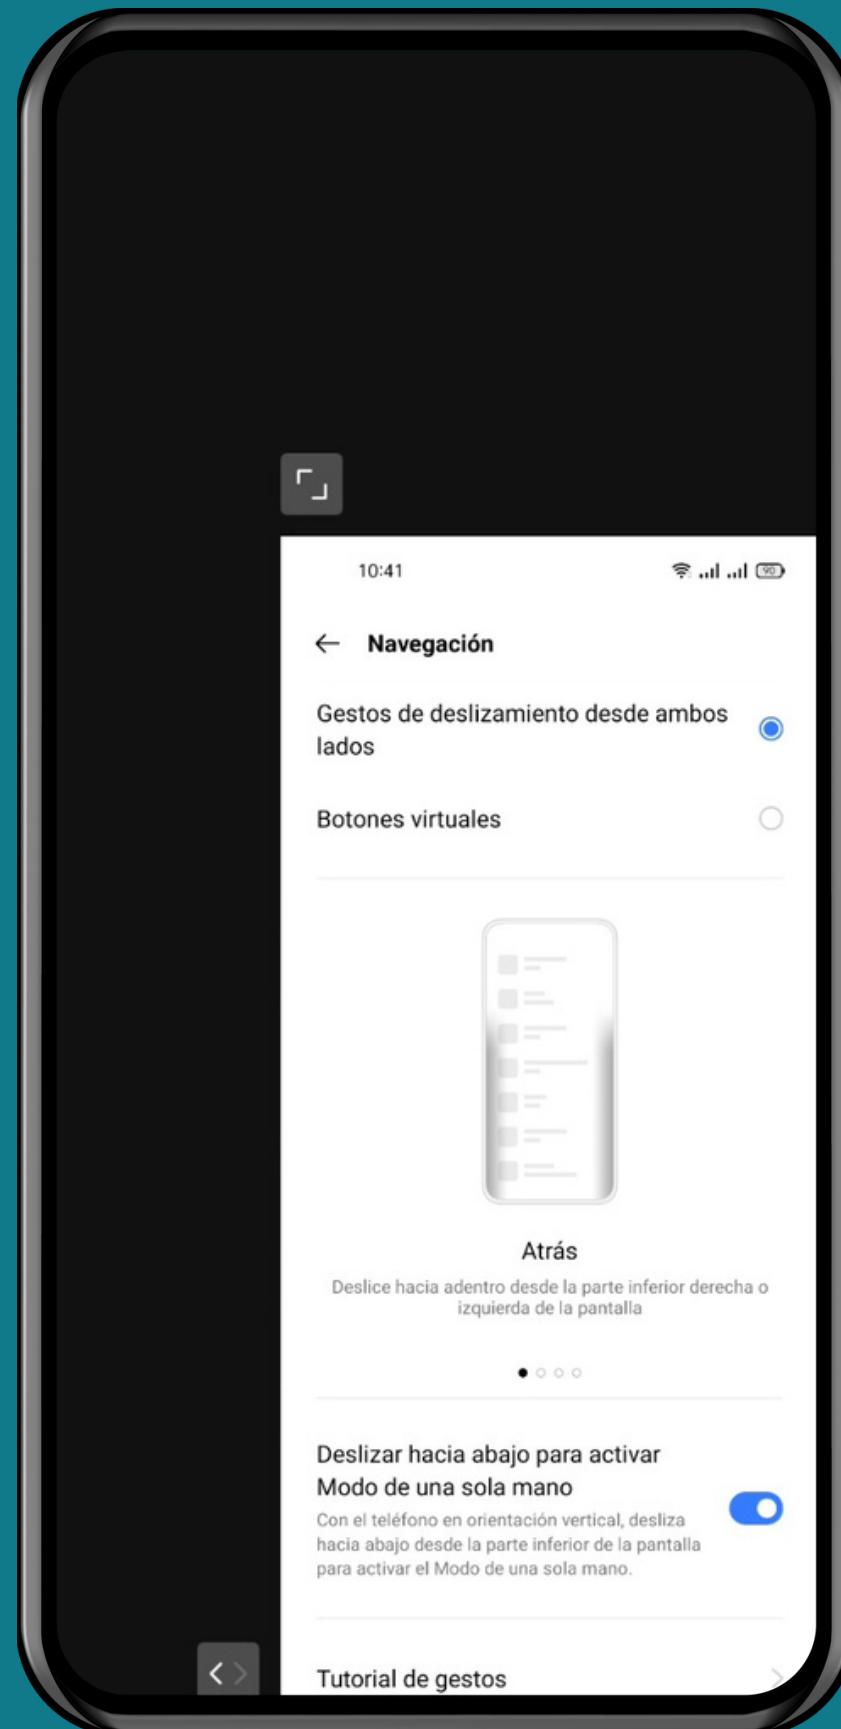 10:41
90
Navegación
Gestos de deslizamiento desde ambos
lados
Botones virtuales
Atrás
Deslice hacia adentro desde la parte inferior derecha o
izquierda de la pantalla
Deslizar hacia abajo para activar
Modo de una sola mano
Con el teléfono en orientación vertical, desliza
hacia abajo desde la parte inferior de la pantalla
para activar el Modo de una sola mano.
Tutorial de gestos